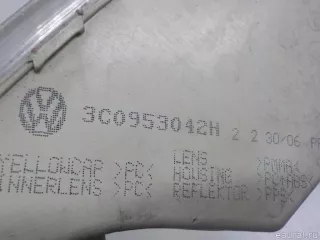 3C0953042H 2 2 30/06
YELLOWCAP >PC< LENS >PMMA<
INNERLENS >PC< HOUSING
REFLEKTOR